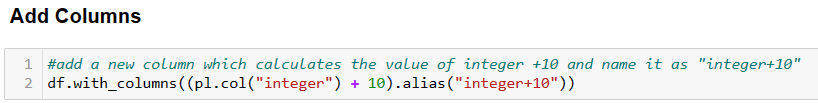 Add Columns
1 #add a new column which calculates the value of integer +10 and name it as "integer+10"
2 df.with_columns((pl.col("integer") + 10).alias("integer+10"))